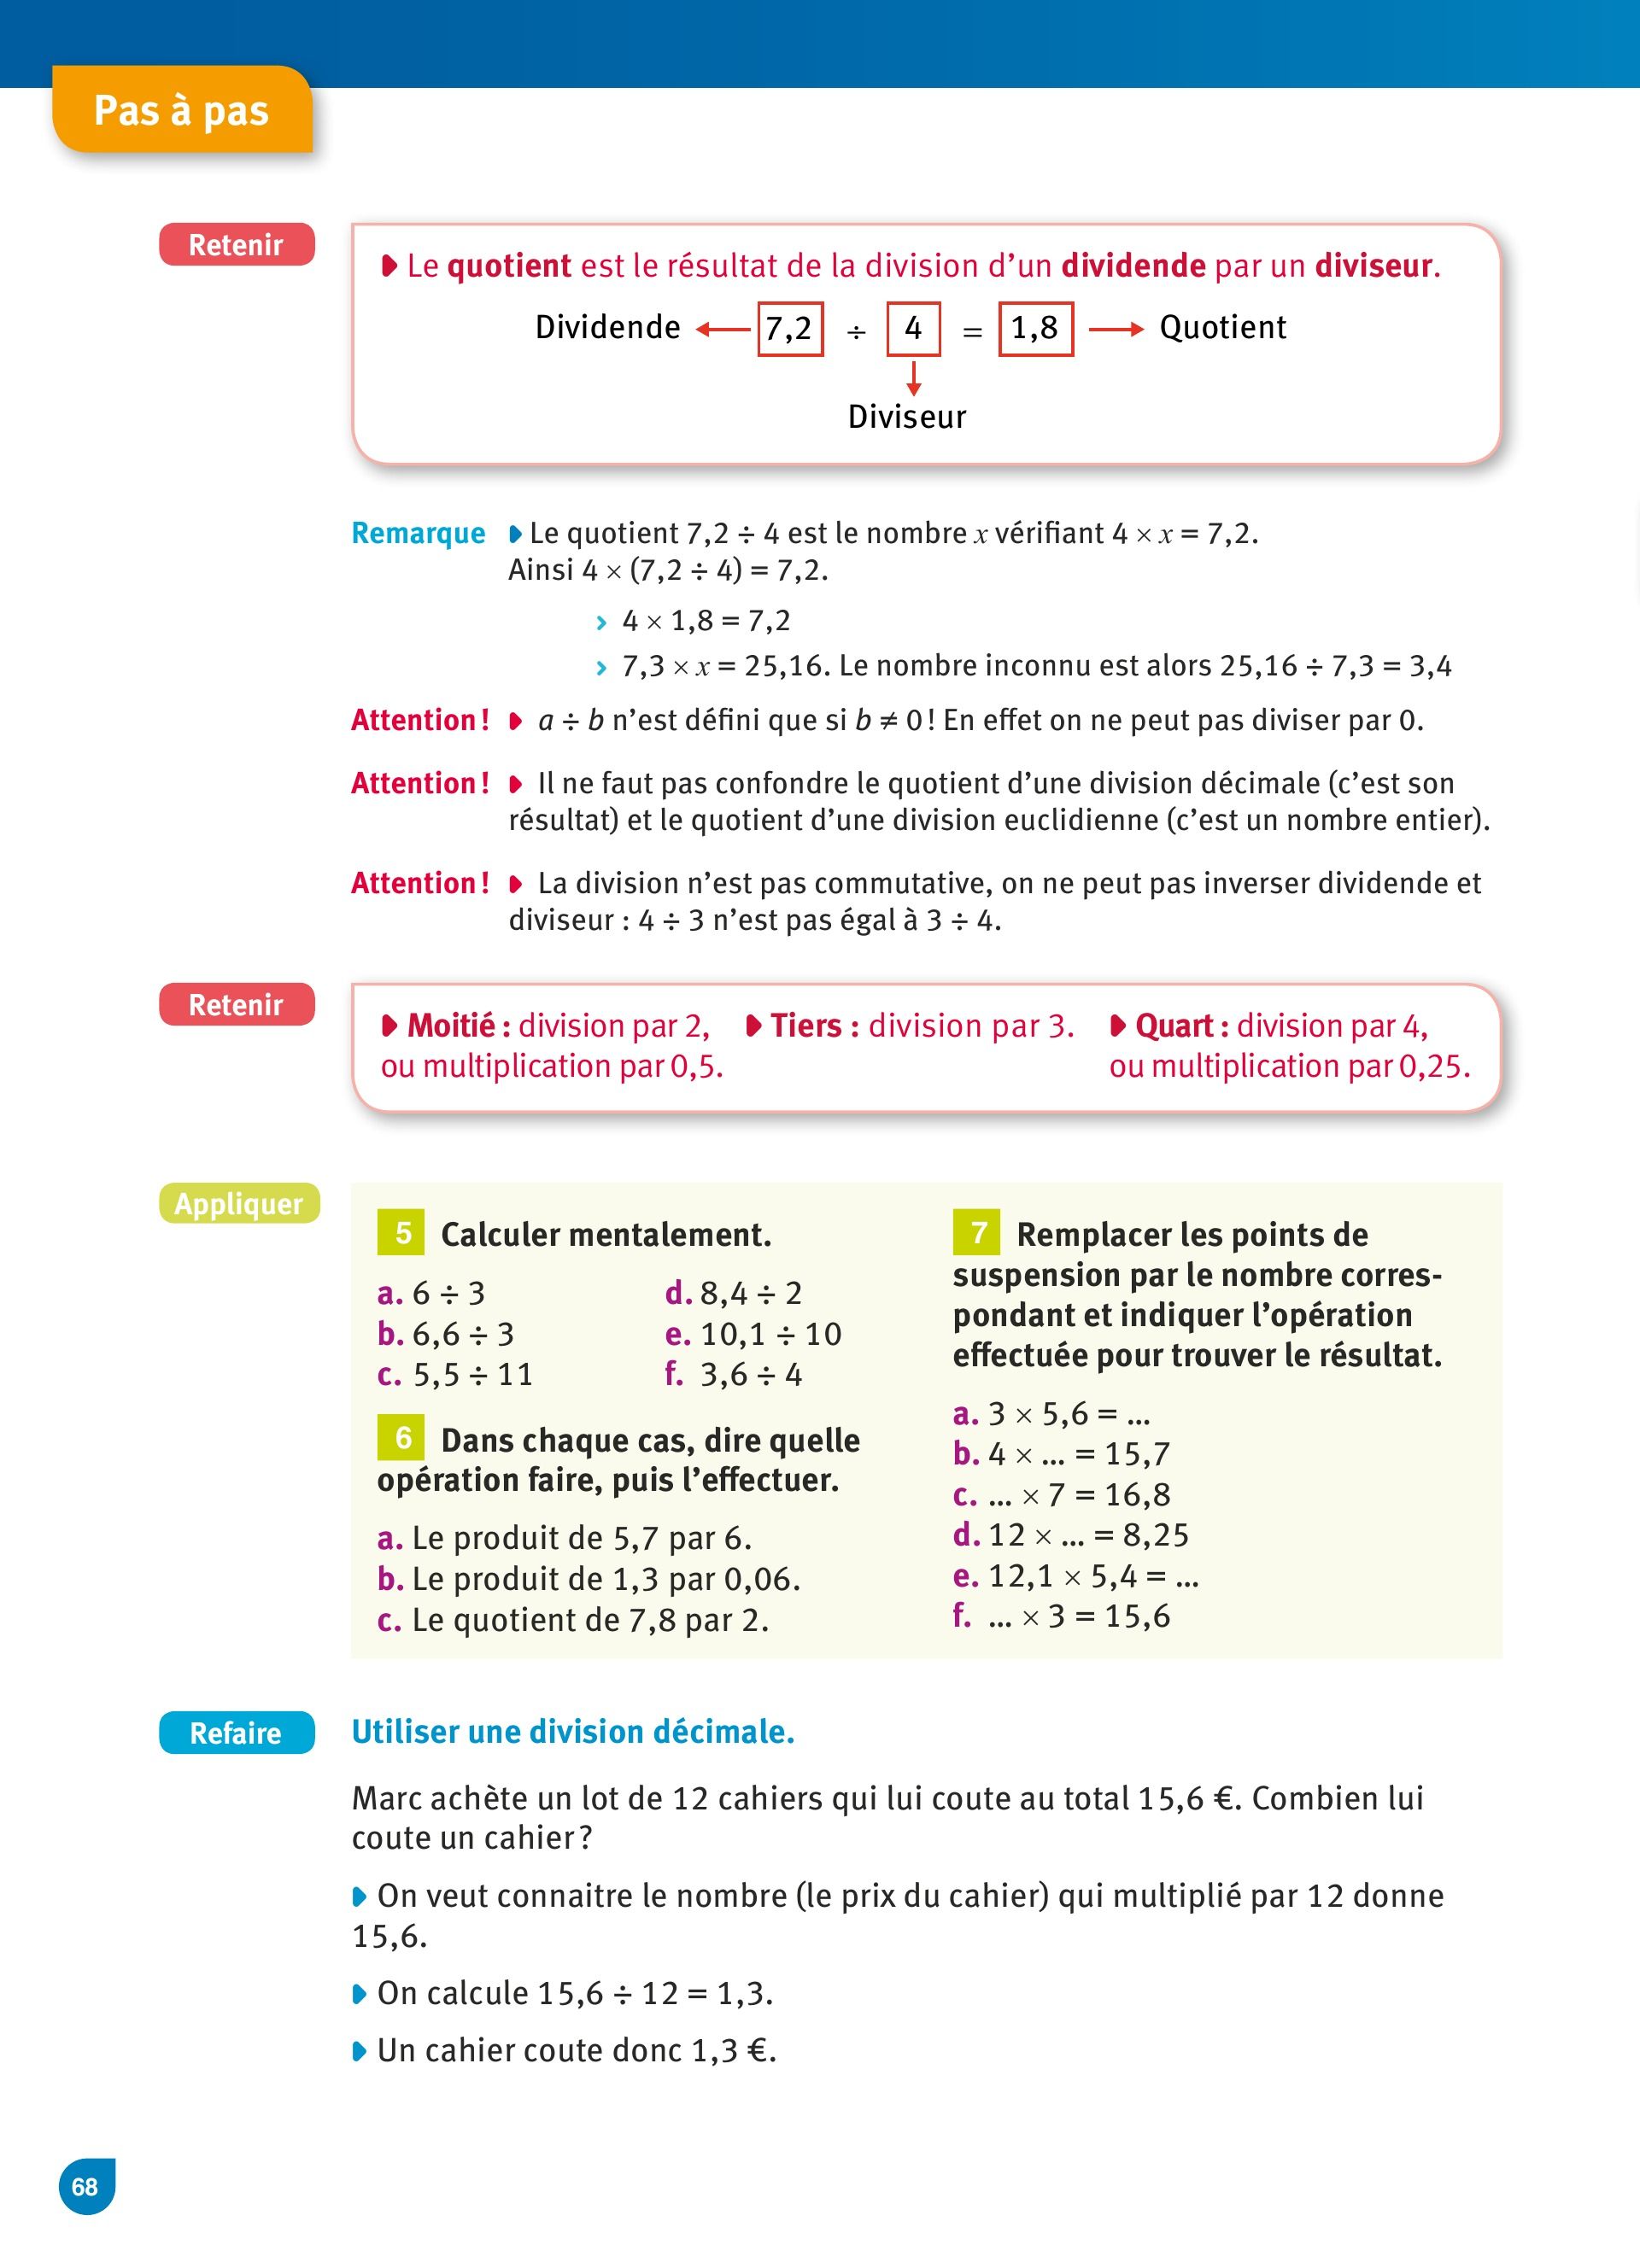 Pas à pas
Retenir
Le quotient est le résultat de la division d’un dividende par un diviseur.
Dividende 7,2 ÷ 4 = 1,8 Quotient
Diviseur
Remarque Le quotient 7,2 ÷ 4 est le nombre x vérifiant 4 × x = 7,2.
Ainsi 4 × (7,2 ÷ 4) = 7,2.
› 4 × 1,8 = 7,2
› 7,3 × x = 25,16. Le nombre inconnu est alors 25,16 ÷ 7,3 = 3,4
Attention ! a ÷ b n’est défini que si b ≠ 0 ! En effet on ne peut pas diviser par 0.
Attention ! Il ne faut pas confondre le quotient d’une division décimale (c’est son
résultat) et le quotient d’une division euclidienne (c’est un nombre entier).
Attention ! La division n’est pas commutative, on ne peut pas inverser dividende et
diviseur : 4 ÷ 3 n’est pas égal à 3 ÷ 4.
Retenir
Moitié : division par 2,
ou multiplication par 0,5.
Tiers : division par 3.
Quart : division par 4,
ou multiplication par 0,25.
Appliquer
5 Calculer mentalement.
a. 6 ÷ 3
b. 6,6 ÷ 3
c. 5,5 ÷ 11
d. 8,4 ÷ 2
e. 10,1 ÷ 10
f. 3,6 ÷ 4
6 Dans chaque cas, dire quelle
opération faire, puis l’effectuer.
a. Le produit de 5,7 par 6.
b. Le produit de 1,3 par 0,06.
c. Le quotient de 7,8 par 2.
7 Remplacer les points de
suspension par le nombre corres-
pondant et indiquer l’opération
effectuée pour trouver le résultat.
a. 3 × 5,6 = ...
b. 4 × ... = 15,7
c. ... × 7 = 16,8
d. 12 × ... = 8,25
e. 12,1 × 5,4 = ...
f. ... × 3 = 15,6
Refaire
Utiliser une division décimale.
Marc achète un lot de 12 cahiers qui lui coute au total 15,6 €. Combien lui
coute un cahier ?
On veut connaitre le nombre (le prix du cahier) qui multiplié par 12 donne
15,6.
On calcule 15,6 ÷ 12 = 1,3.
Un cahier coute donc 1,3 €.
68